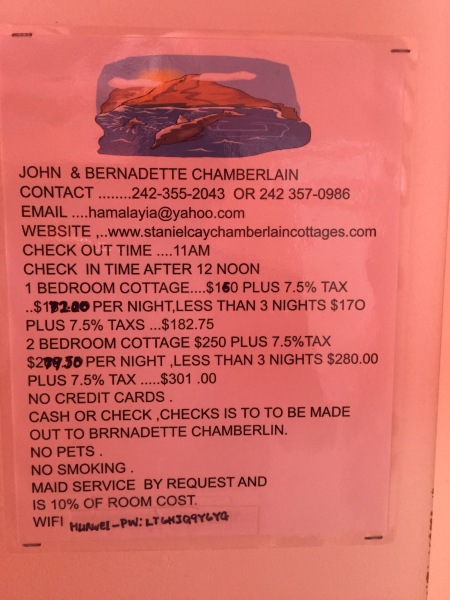 JOHN & BERNADETTE CHAMBERLAIN
CONTACT ........242-355-2043 OR 242 357-0986
EMAIL ....hamalayia@yahoo.com
WEBSITE ,..www.stanielcaychamberlaincottages.com
CHECK OUT TIME ....11AM
CHECK IN TIME AFTER 12 NOON
1 BEDROOM COTTAGE....$160 PLUS 7.5% TAX
..$172.00 PER NIGHT,LESS THAN 3 NIGHTS $17O
PLUS 7.5% TAXS ...$182.75
2 BEDROOM COTTAGE $250 PLUS 7.5%TAX
PER NIGHT ,LESS THAN 3 NIGHTS $280.00
PLUS 7.5% TAX .....$301 .00
NO CREDIT CARDS .
CASH OR CHECK ,CHECKS IS TO TO BE MADE
OUT TO BRRNADETTE CHAMBERLIN.
NO PETS .
NO SMOKING .
MAID SERVICE BY REQUEST AND
IS 10% OF ROOM COST.
WIFI HUAWEI-PW: